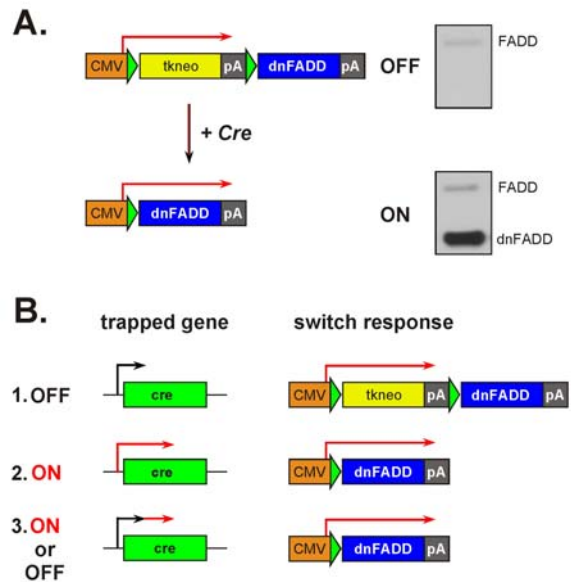 A.
CMV tkneo pA dnFADD pA OFF FADD
+ Cre
CMV dnFADD pA ON FADD
dnFADD
B.
trapped gene switch response
1. OFF cre CMV tkneo pA dnFADD pA
2. ON cre CMV dnFADD pA
3. ON cre CMV dnFADD pA
or
OFF